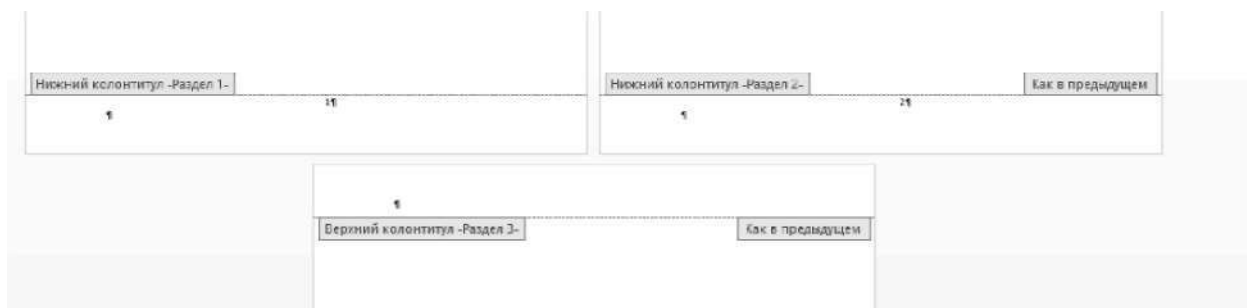 Нижний колонтитул -Раздел 1-
1¶
¶
Нижний колонтитул -Раздел 2-
Как в предыдущем
2¶
¶
¶
Верхний колонтитул -Раздел 3-
Как в предыдущем